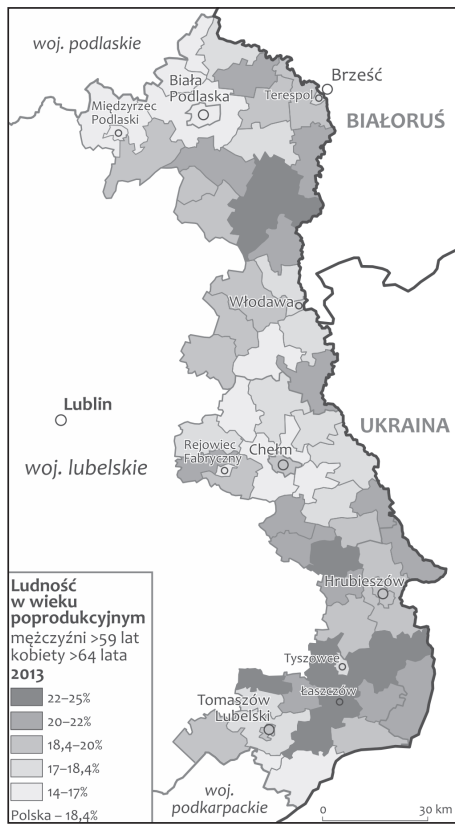 woj. podlaskie
Biała
Podlaska
Brześć
Terespol
Międzyrzec
Podlaski
BIAŁORUŚ
Włodawa
Lublin
UKRAINA
Rejowiec
Fabryczny
Chełm
woj. lubelskie
Hrubieszów
Tyszowce
Łaszczów
Tomaszów
Lubelski
woj.
podkarpackie
0 30 km
Ludność
w wieku
poprodukcyjnym
mężczyźni >59 lat
kobiety >64 lata
2013
22–25%
20–22%
18,4–20%
17–18,4%
14–17%
Polska – 18,4%